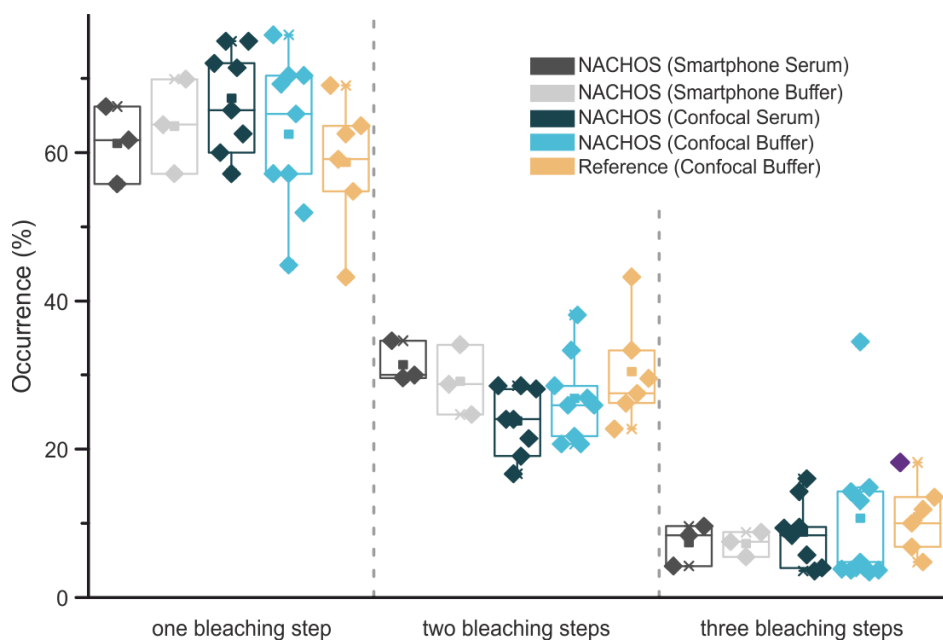 NACHOS (Smartphone Serum)
NACHOS (Smartphone Buffer)
NACHOS (Confocal Serum)
NACHOS (Confocal Buffer)
Reference (Confocal Buffer)
Occurrence (%)
60
40
20
0
one bleaching step
two bleaching steps
three bleaching steps